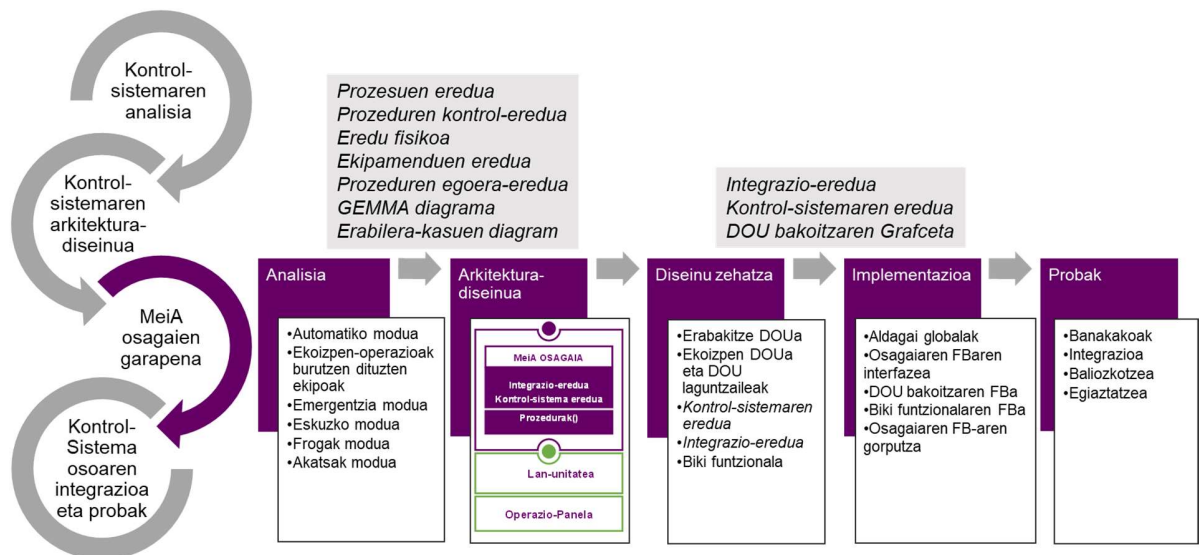 Kontrol-
sistemaren
analisia
Kontrol-
sistemaren
arkitektura-
diseinua
MeiA
osagaien
garapena
Kontrol-
Sistema
osoaren
integrazioa
eta probak
Prozesuen eredua
Prozeduren kontrol-eredua
Eredu fisikoa
Ekipamenduen eredua
Prozeduren egoera-eredua
GEMMA diagrama
Erabilera-kasuen diagram
Integrazio-eredua
Kontrol-sistemaren eredua
DOU bakoitzaren Grafceta
Analisia
•Automatiko modua
•Ekoizpen-operazioak
burutzen dituzten
ekipoak
•Emergentzia modua
•Eskuzko modua
•Frogak modua
•Akatsak modua
Arkitektura-
diseinua
MeiA OSAGAIA
Integrazio-eredua
Kontrol-sistema eredua
Prozedurak()
Lan-unitatea
Operazio-Panela
Diseinu zehatza
•Erabakitze DOUa
•Ekoizpen DOUa
eta DOU
laguntzaileak
•Kontrol-sistemaren
eredua
•Integrazio-eredua
•Biki funtzionala
Implementazioa
•Aldagai globalak
•Osagaiaren FBaren
interfazea
•DOU bakoitzaren FBa
•Biki funtzionalaren FBa
•Osagaiaren FB-aren
gorputza
Probak
•Banakakoak
•Integrazioa
•Baliozkotzea
•Egiaztatzea